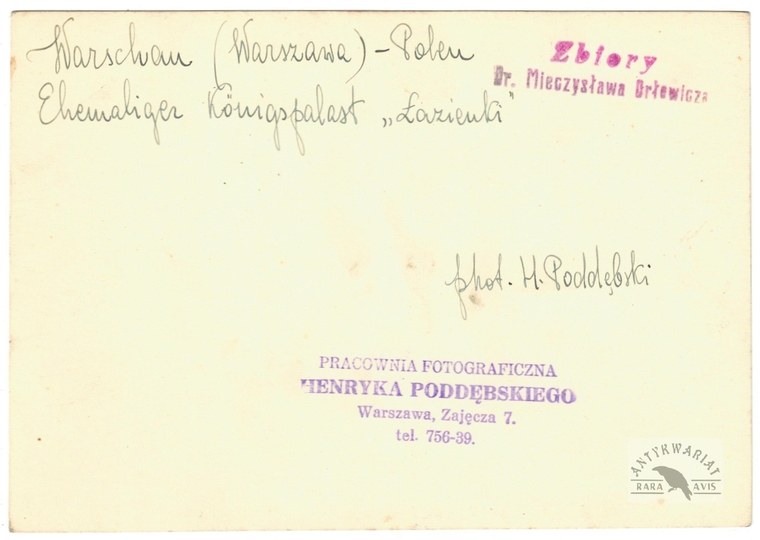 Warschau (Warszawa) - Polen
Ehemaliger Königspalast „Łazienki"
Zbiory
Dr. Mieczysława Orłowicza
phot. H. Poddębski
PRACOWNIA FOTOGRAFICZNA
HENRYKA PODDĘBSKIEGO
Warszawa, Zajęcza 7.
tel. 756-39.
ANTYKWARIAT
RARA AVIS